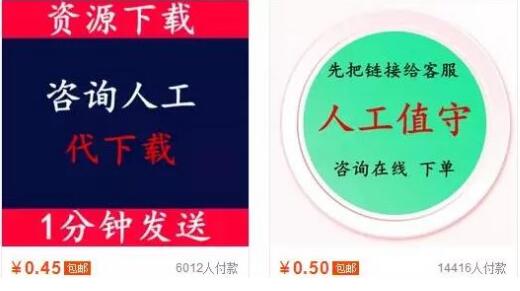 资源下载
咨询人工
代下载
1分钟发送
¥0.45 包邮
6012人付款
先把链接给客服
人工值守
咨询在线 下单
¥0.50 包邮
14416人付款